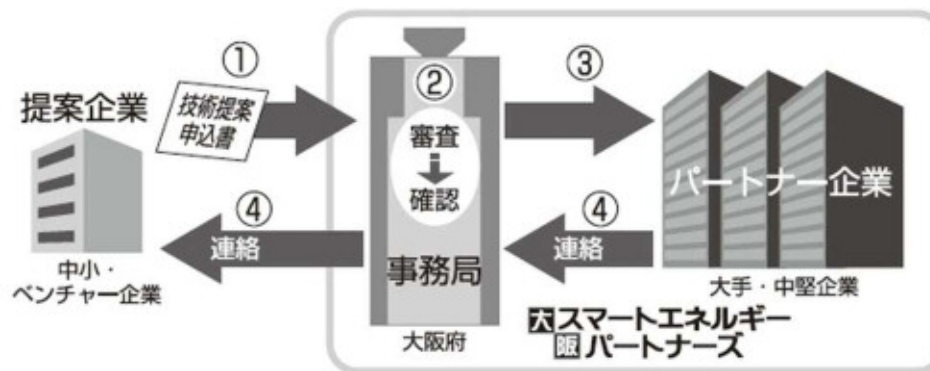 ①
提案企業
技術提案
申込書
②
審査
確認
③
パートナー企業
④
連絡
④
連絡
中小・
ベンチャー企業
事務局
大阪府
大手・中堅企業
大阪スマートエネルギー
パートナーズ